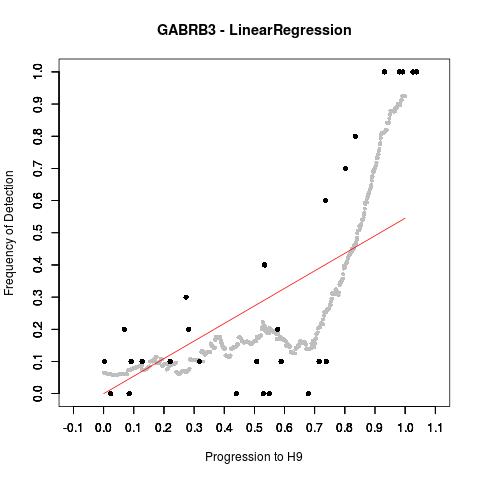 GABRB3 - LinearRegression
Frequency of Detection
1.0
0.9
0.8
0.7
0.6
0.5
0.4
0.3
0.2
0.1
0.0
-0.1 0.0 0.1 0.2 0.3 0.4 0.5 0.6 0.7 0.8 0.9 1.0 1.1
Progression to H9